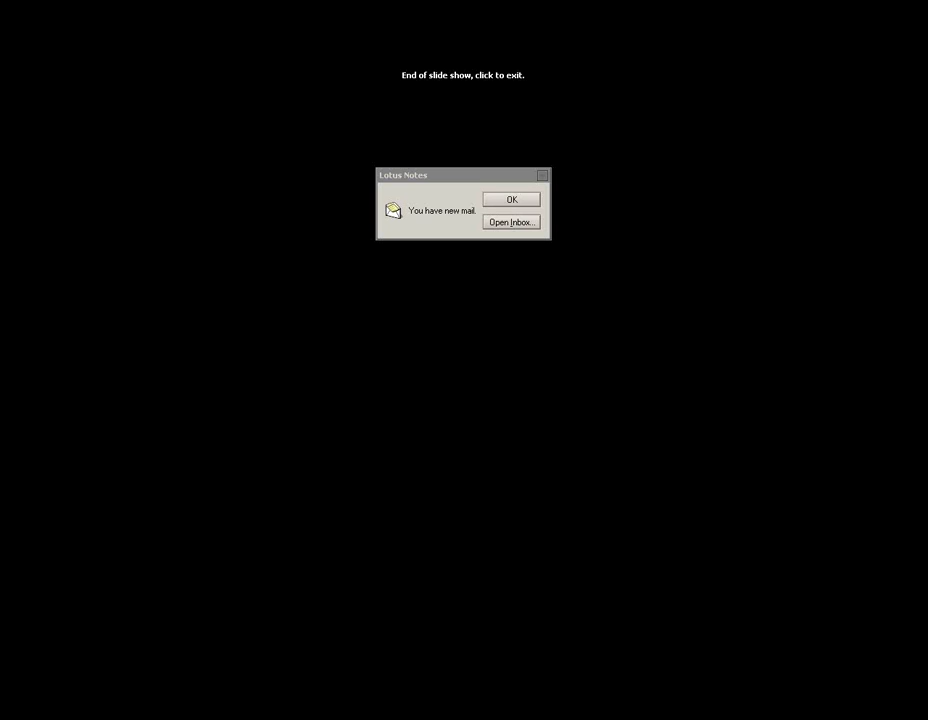 End of slide show, click to exit.
Lotus Notes
You have new mail.
OK
Open Inbox...